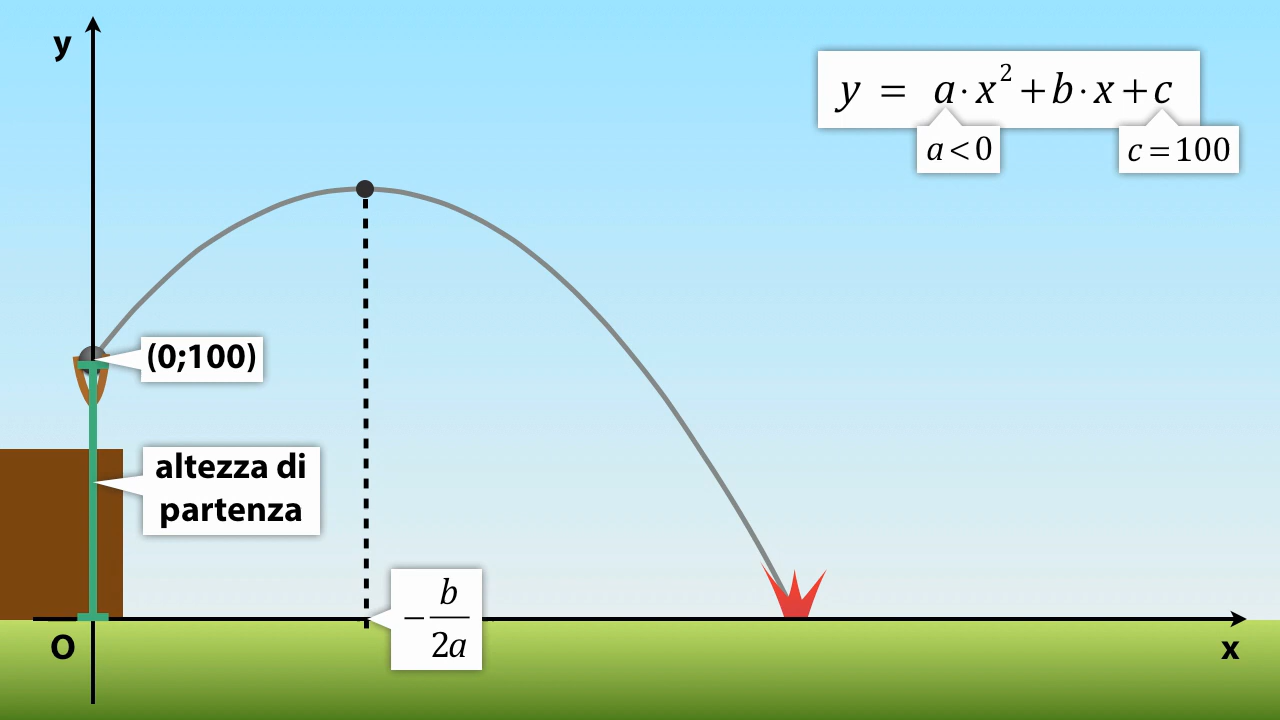 y
y = a·x² + b·x + c
a < 0
c = 100
(0;100)
altezza di
partenza
−b/2a
O
x